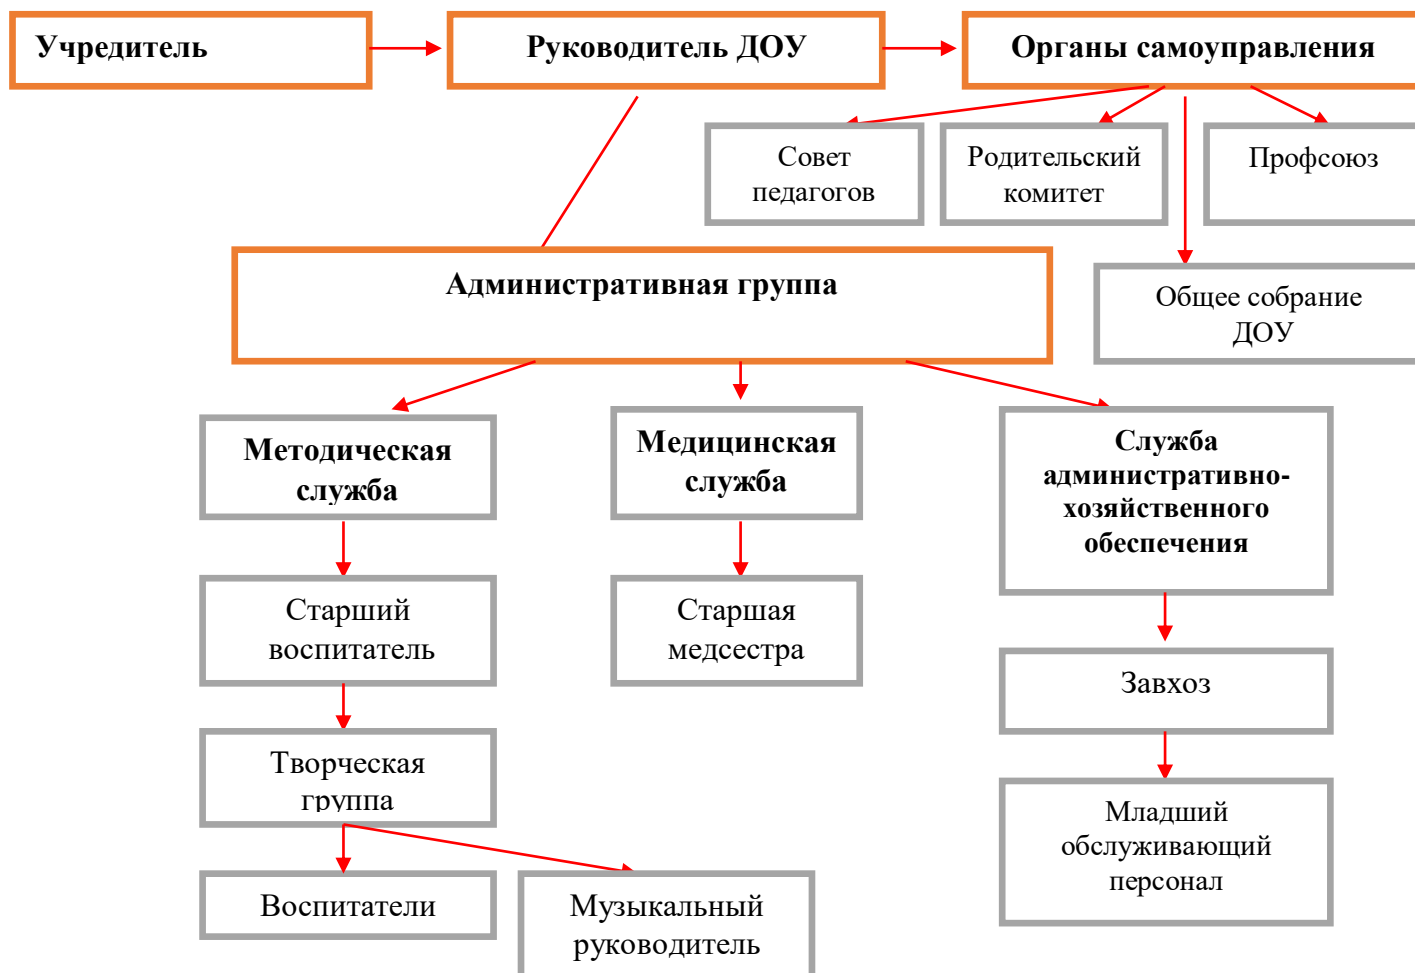 Учредитель
Руководитель ДОУ
Органы самоуправления
Совет
педагогов
Родительский
комитет
Профсоюз
Административная группа
Общее собрание
ДОУ
Методическая
служба
Медицинская
служба
Служба
административно-
хозяйственного
обеспечения
Старший
воспитатель
Старшая
медсестра
Завхоз
Творческая
группа
Младший
обслуживающий
персонал
Воспитатели
Музыкальный
руководитель